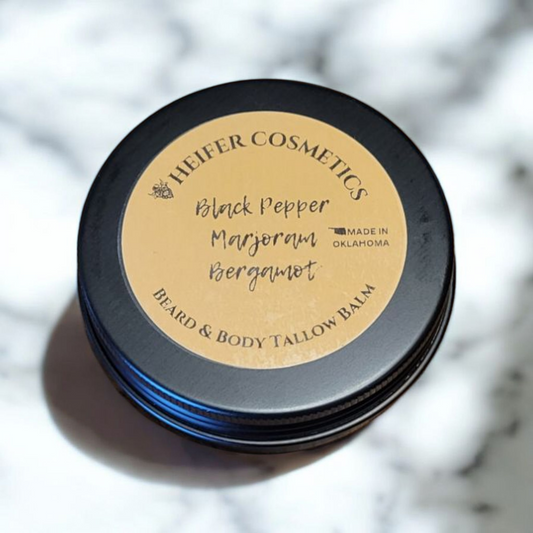 HEIFER COSMETICS
Black Pepper
Marjoram
Bergamot
MADE IN
OKLAHOMA
BEARD & BODY TALLOW BALM